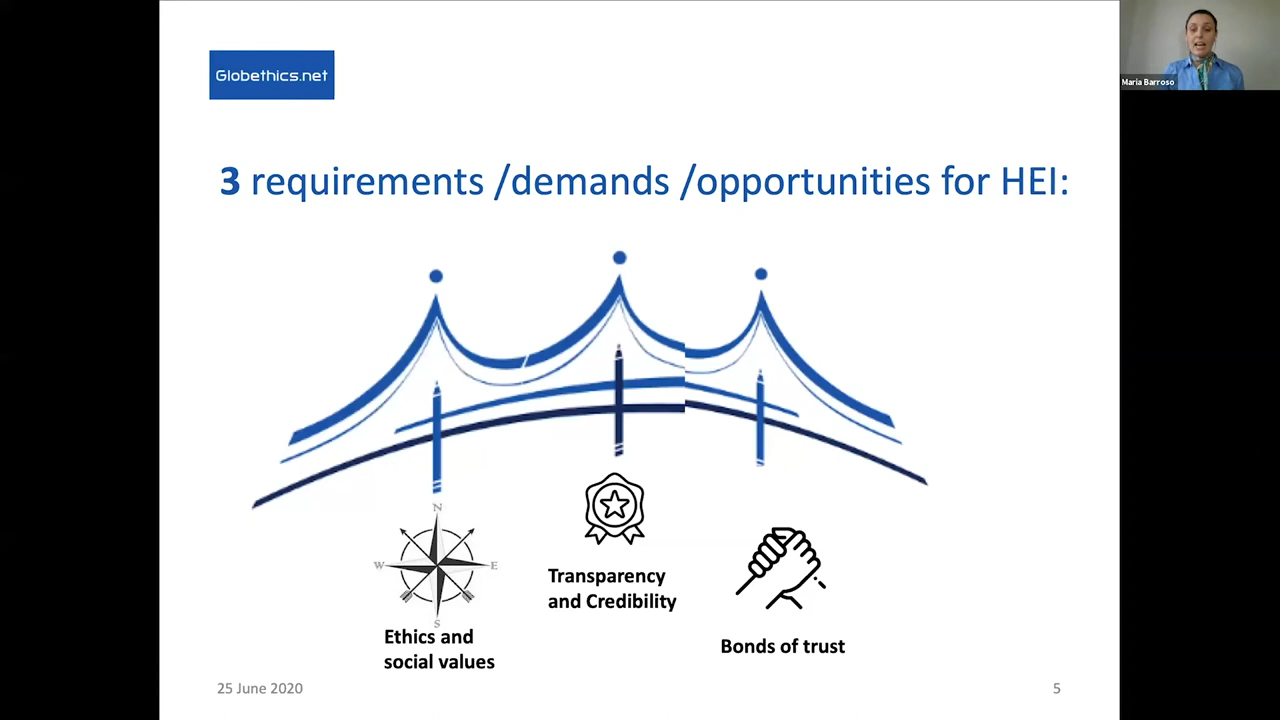 Globethics.net
Maria Barroso
3 requirements /demands /opportunities for HEI:
N
W
E
S
Transparency
and Credibility
Ethics and
social values
Bonds of trust
25 June 2020
5